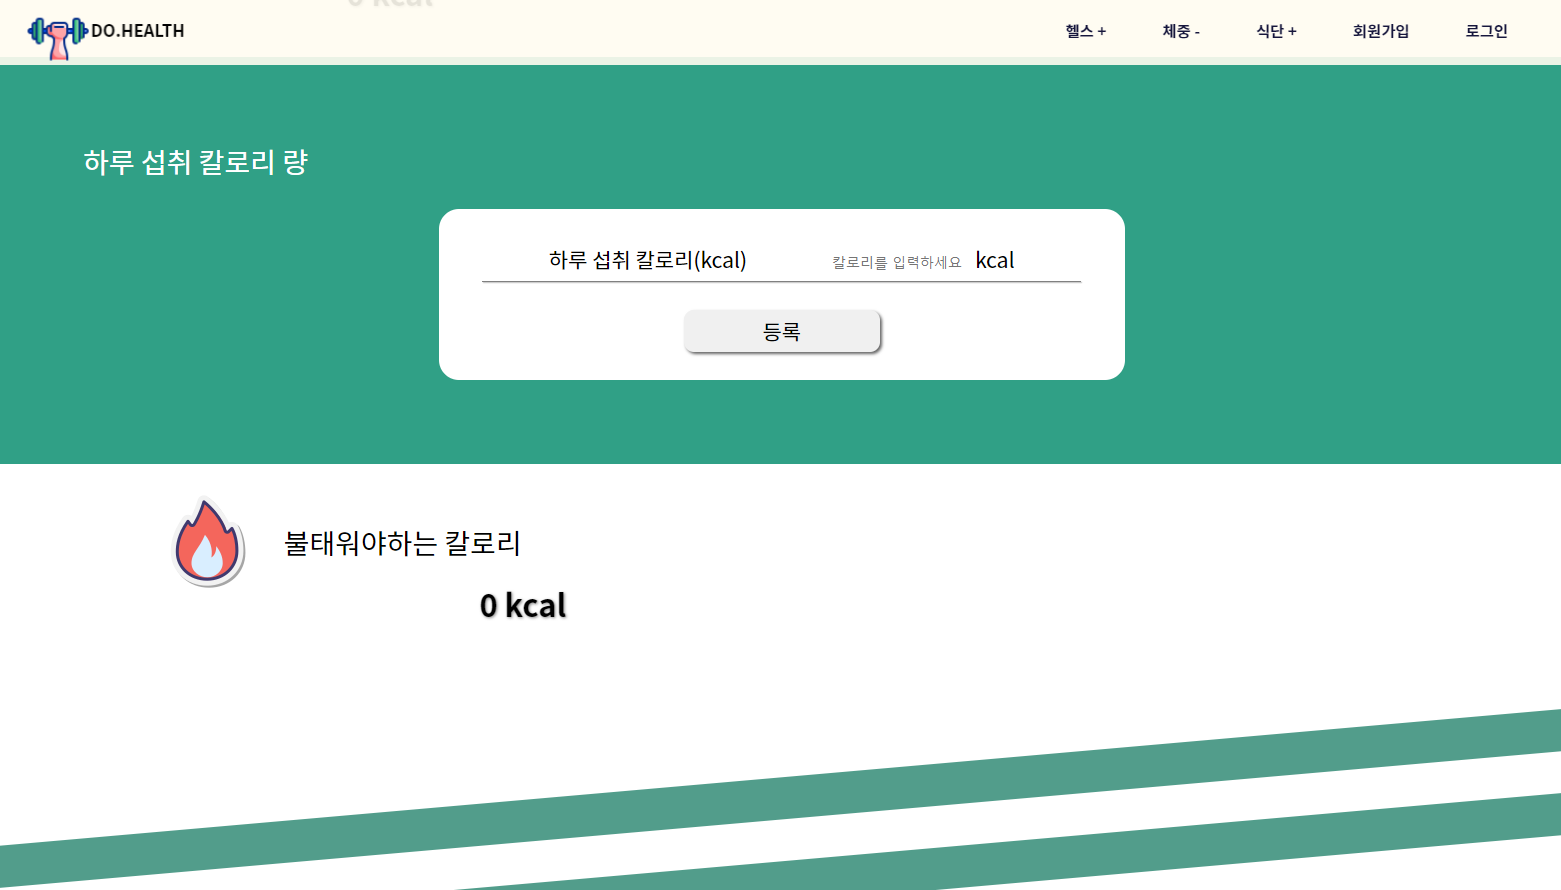 0 kcal
DO.HEALTH
헬스 +
체중 -
식단 +
회원가입
로그인
하루 섭취 칼로리 량
하루 섭취 칼로리(kcal)
칼로리를 입력하세요 kcal
등록
불태워야하는 칼로리
0 kcal